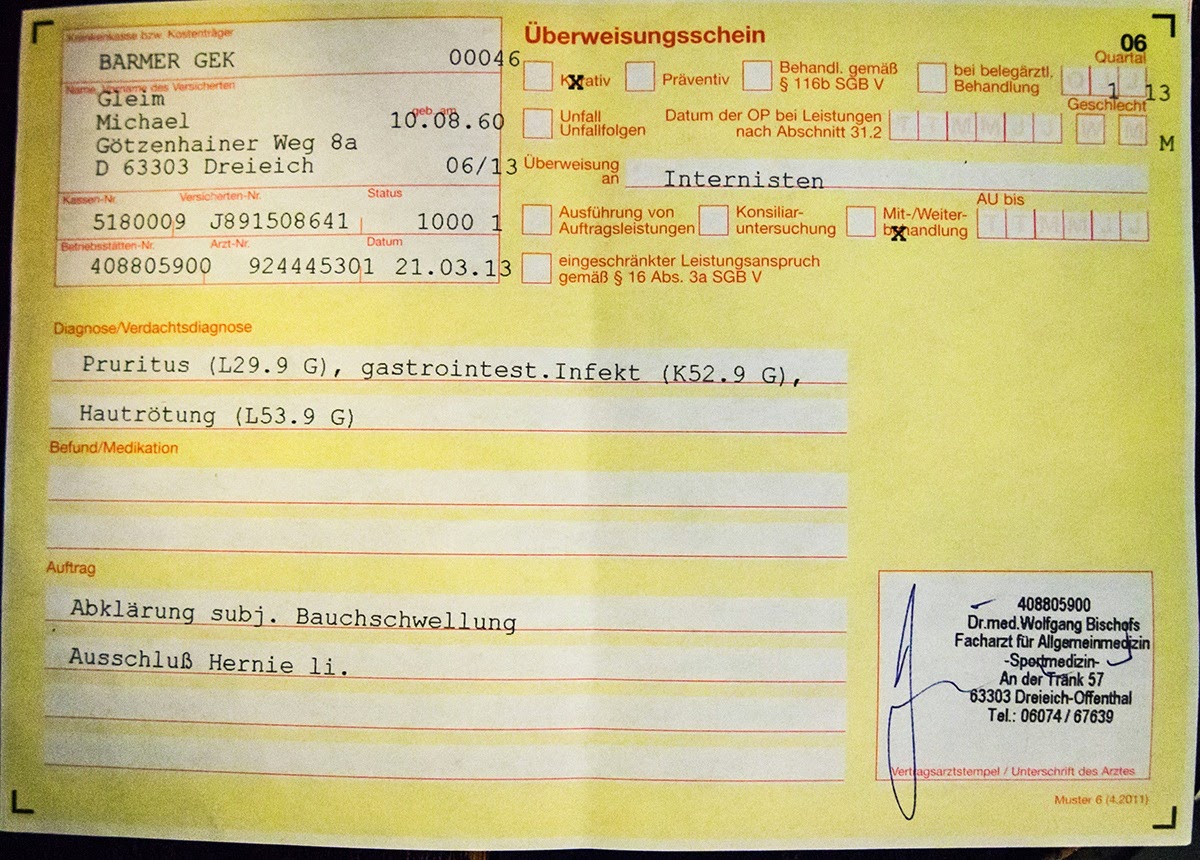 Krankenkasse bzw. Kostenträger
BARMER GEK 00046
Name, Vorname des Versicherten
Gleim
geb. am
Michael 10.08.60
Götzenhainer Weg 8a
D 63303 Dreieich 06/13
Kassen-Nr. Versicherten-Nr. Status
5180009 J891508641 1000 1
Betriebsstätten-Nr. Arzt-Nr. Datum
408805900 924445301 21.03.13
Überweisungsschein
06
Quartal
1 13
x
Kurativ Präventiv Behandl. gemäß § 116b SGB V bei belegärztl. Behandlung
Geschlecht
M W
M
Unfall
Unfallfolgen
Datum der OP bei Leistungen
nach Abschnitt 31.2
T T M M J J
Überweisung
an
Internisten
AU bis
T T M M J J
Ausführung von
Auftragsleistungen
Konsiliar-
untersuchung
Mit-/Weiter-
behandlung
x
eingeschränkter Leistungsanspruch
gemäß § 16 Abs. 3a SGB V
Diagnose/Verdachtsdiagnose
Pruritus (L29.9 G), gastrointest.Infekt (K52.9 G),
Hautrötung (L53.9 G)
Befund/Medikation
Auftrag
Abklärung subj. Bauchschwellung
Ausschluß Hernie li.
408805900
Dr.med.Wolfgang Bischofs
Facharzt für Allgemeinmedizin
-Sportmedizin-
An der Tränk 57
63303 Dreieich-Offenthal
Tel.: 06074 / 67639
Vertragsarztstempel / Unterschrift des Arztes
Muster 6 (4.2011)